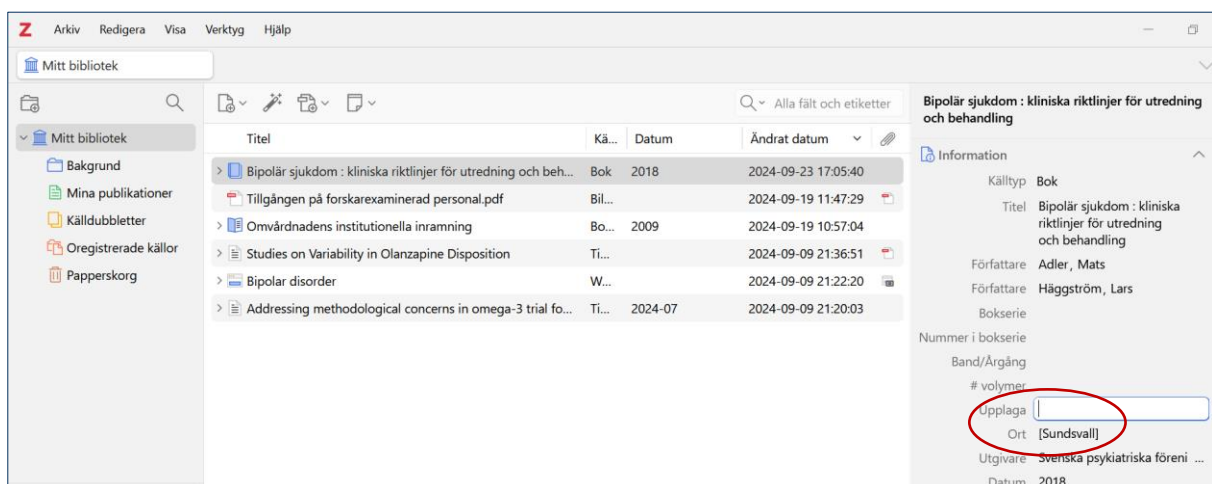 Z Arkiv Redigera Visa Verktyg Hjälp
Mitt bibliotek
Alla fält och etiketter
Mitt bibliotek
Bakgrund
Mina publikationer
Källdubbletter
Oregistrerade källor
Papperskorg
Titel Kä... Datum Ändrat datum
Bipolär sjukdom : kliniska riktlinjer för utredning och beh... Bok 2018 2024-09-23 17:05:40
Tillgången på forskarexaminerad personal.pdf Bil... 2024-09-19 11:47:29
Omvårdnadens institutionella inramning Bo... 2009 2024-09-19 10:57:04
Studies on Variability in Olanzapine Disposition Ti... 2024-09-09 21:36:51
Bipolar disorder W... 2024-09-09 21:22:20
Addressing methodological concerns in omega-3 trial fo... Ti... 2024-07 2024-09-09 21:20:03
Bipolär sjukdom : kliniska riktlinjer för utredning
och behandling
Information
Källtyp Bok
Titel Bipolär sjukdom : kliniska
riktlinjer för utredning
och behandling
Författare Adler, Mats
Författare Häggström, Lars
Bokserie
Nummer i bokserie
Band/Årgång
# volymer
Upplaga
Ort [Sundsvall]
Utgivare Svenska psykiatriska föreni ...
Datum 2018